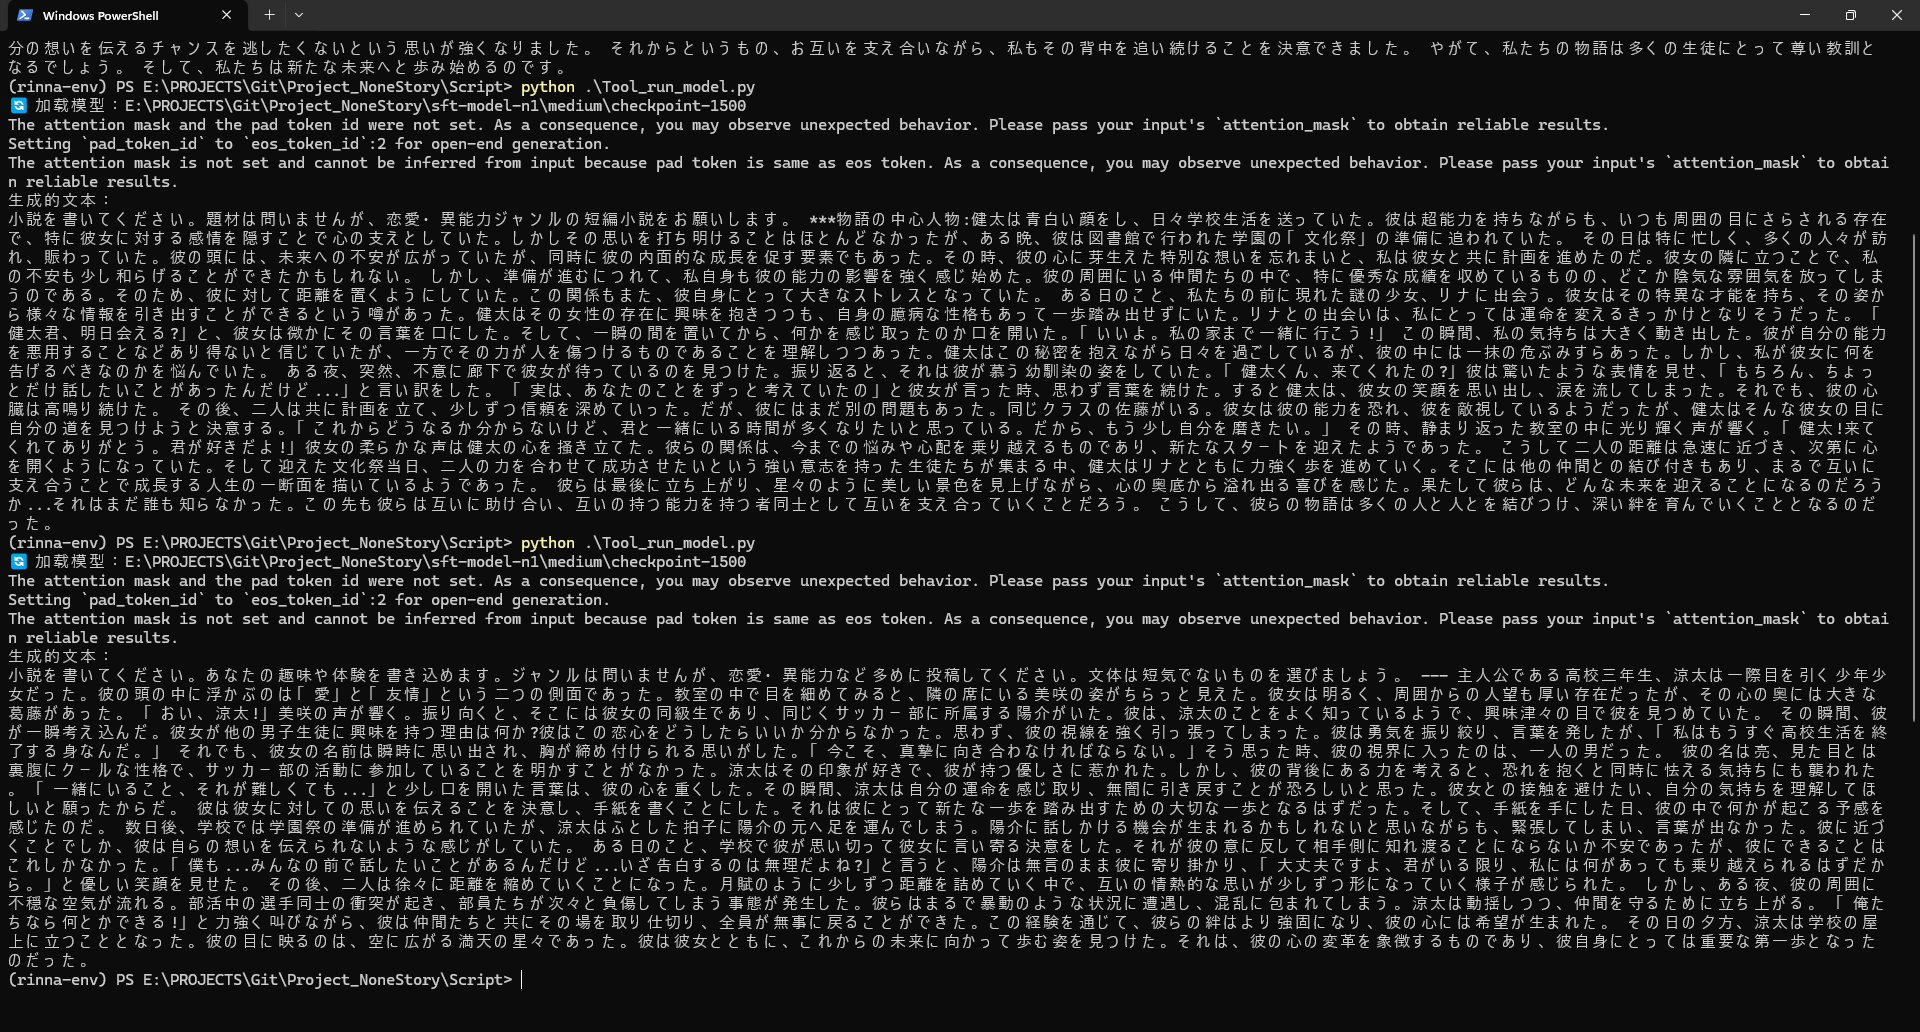 Windows PowerShell
分の想いを伝えるチャンスを逃したくないという思いが強くなりました。 それからというもの、お互いを支え合いながら、私もその背中を追い続けることを決意できました。 やがて、私たちの物語は多くの生徒にとって尊い教訓と
なるでしょう。 そして、私たちは新たな未来へと歩み始めるのです。
(rinna-env) PS E:\PROJECTS\Git\Project_NoneStory\Script> python .\Tool_run_model.py
🔄 加载模型：E:\PROJECTS\Git\Project_NoneStory\sft-model-n1\medium\checkpoint-1500
The attention mask and the pad token id were not set. As a consequence, you may observe unexpected behavior. Please pass your input's `attention_mask` to obtain reliable results.
Setting `pad_token_id` to `eos_token_id`:2 for open-end generation.
The attention mask is not set and cannot be inferred from input because pad token is same as eos token. As a consequence, you may observe unexpected behavior. Please pass your input's `attention_mask` to obtai
n reliable results.
生成的文本：
小説を書いてください。題材は問いませんが、恋愛・異能力ジャンルの短編小説をお願いします。 ***物語の中心人物:健太は青白い顔をし、日々学校生活を送っていた。彼は超能力を持ちながらも、いつも周囲の目にさらされる存在
で、特に彼女に対する感情を隠すことで心の支えとしていた。しかしその思いを打ち明けることはほとんどなかったが、ある晩、彼は図書館で行われた学園の「文化祭」の準備に追われていた。 その日は特に忙しく、多くの人々が訪
れ、賑わっていた。彼の頭には、未来への不安が広がっていたが、同時に彼の内面的な成長を促す要素でもあった。その時、彼の心に芽生えた特別な想いを忘れまいと、私は彼女と共に計画を進めたのだ。彼女の隣に立つことで、私
の不安も少し和らげることができたかもしれない。 しかし、準備が進むにつれて、私自身も彼の能力の影響を強く感じ始めた。彼の周囲にいる仲間たちの中で、特に優秀な成績を収めているものの、どこか陰気な雰囲気を放ってしま
うのである。そのため、彼に対して距離を置くようにしていた。この関係もまた、彼自身にとって大きなストレスとなっていた。 ある日のこと、私たちの前に現れた謎の少女、リナに出会う。彼女はその特異な才能を持ち、その姿か
ら様々な情報を引き出すことができるという噂があった。健太はその女性の存在に興味を抱きつつも、自身の臆病な性格もあって一歩踏み出せずにいた。リナとの出会いは、私にとっては運命を変えるきっかけとなりそうだった。 「
健太君、明日会える?」と、彼女は微かにその言葉を口にした。そして、一瞬の間を置いてから、何かを感じ取ったのか口を開いた。「いいよ。私の家まで一緒に行こう!」 この瞬間、私の気持ちは大きく動き出した。彼が自分の能力
を悪用することなどあり得ないと信じていたが、一方でその力が人を傷つけるものであることを理解しつつあった。健太はこの秘密を抱えながら日々を過ごしているが、彼の中には一抹の危ぶみすらあった。しかし、私が彼女に何を
告げるべきなのかを悩んでいた。 ある夜、突然、不意に廊下で彼女が待っているのを見つけた。振り返ると、それは彼が慕う幼馴染の姿をしていた。「健太くん、来てくれたの?」彼は驚いたような表情を見せ、「もちろん、ちょっ
とだけ話したいことがあったんだけど...」と言い訳をした。 「実は、あなたのことをずっと考えていたの」と彼女が言った時、思わず言葉を続けた。すると健太は、彼女の笑顔を思い出し、涙を流してしまった。それでも、彼の心
臓は高鳴り続けた。 その後、二人は共に計画を立て、少しずつ信頼を深めていった。だが、彼にはまだ別の問題もあった。同じクラスの佐藤がいる。彼女は彼の能力を恐れ、彼を敵視しているようだったが、健太はそんな彼女の目に
自分の道を見つけようと決意する。「これからどうなるか分からないけど、君と一緒にいる時間が多くなりたいと思っている。だから、もう少し自分を磨きたい。」 その時、静まり返った教室の中に光り輝く声が響く。「健太!来て
くれてありがとう。君が好きだよ!」彼女の柔らかな声は健太の心を掻き立てた。彼らの関係は、今までの悩みや心配を乗り越えるものであり、新たなスタートを迎えたようであった。 こうして二人の距離は急速に近づき、次第に心
を開くようになっていた。そして迎えた文化祭当日、二人の力を合わせて成功させたいという強い意志を持った生徒たちが集まる中、健太はリナとともに力強く歩を進めていく。そこには他の仲間との結び付きもあり、まるで互いに
支え合うことで成長する人生の一断面を描いているようであった。 彼らは最後に立ち上がり、星々のように美しい景色を見上げながら、心の奥底から溢れ出る喜びを感じた。果たして彼らは、どんな未来を迎えることになるのだろう
か...それはまだ誰も知らなかった。この先も彼らは互いに助け合い、互いの持つ能力を持つ者同士として互いを支え合っていくことだろう。 こうして、彼らの物語は多くの人と人とを結びつけ、深い絆を育んでいくこととなるのだ
った。
(rinna-env) PS E:\PROJECTS\Git\Project_NoneStory\Script> python .\Tool_run_model.py
🔄 加载模型：E:\PROJECTS\Git\Project_NoneStory\sft-model-n1\medium\checkpoint-1500
The attention mask and the pad token id were not set. As a consequence, you may observe unexpected behavior. Please pass your input's `attention_mask` to obtain reliable results.
Setting `pad_token_id` to `eos_token_id`:2 for open-end generation.
The attention mask is not set and cannot be inferred from input because pad token is same as eos token. As a consequence, you may observe unexpected behavior. Please pass your input's `attention_mask` to obtai
n reliable results.
生成的文本：
小説を書いてください。あなたの趣味や体験を書き込めます。ジャンルは問いませんが、恋愛・異能力など多めに投稿してください。文体は短気でないものを選びましょう。 --- 主人公である高校三年生、涼太は一際目を引く少年少
女だった。彼の頭の中に浮かぶのは「愛」と「友情」という二つの側面であった。教室の中で目を細めてみると、隣の席にいる美咲の姿がちらっと見えた。彼女は明るく、周囲からの人望も厚い存在だったが、その心の奥には大きな
葛藤があった。「おい、涼太!」美咲の声が響く。振り向くと、そこには彼女の同級生であり、同じくサッカー部に所属する陽介がいた。彼は、涼太のことをよく知っているようで、興味津々の目で彼を見つめていた。 その瞬間、彼
が一瞬考え込んだ。彼女が他の男子生徒に興味を持つ理由は何か?彼はこの恋心をどうしたらいいか分からなかった。思わず、彼の視線を強く引っ張ってしまった。彼は勇気を振り絞り、言葉を発したが、「私はもうすぐ高校生活を終
了する身なんだ。」 それでも、彼女の名前は瞬時に思い出され、胸が締め付けられる思いがした。「今こそ、真摯に向き合わなければならない。」そう思った時、彼の視界に入ったのは、一人の男だった。 彼の名は亮、見た目とは
裏腹にクールな性格で、サッカー部の活動に参加していることを明かすことがなかった。涼太はその印象が好きで、彼が持つ優しさに惹かれた。しかし、彼の背後にある力を考えると、恐れを抱くと同時に怯える気持ちにも襲われた
。「一緒にいること、それが難しくても...」と少し口を開いた言葉は、彼の心を重くした。その瞬間、涼太は自分の運命を感じ取り、無闇に引き戻すことが恐ろしいと思った。彼女との接触を避けたい、自分の気持ちを理解してほ
しいと願ったからだ。 彼は彼女に対しての思いを伝えることを決意し、手紙を書くことにした。それは彼にとって新たな一歩を踏み出すための大切な一歩となるはずだった。そして、手紙を手にした日、彼の中で何かが起こる予感を
感じたのだ。 数日後、学校では学園祭の準備が進められていたが、涼太はふとした拍子に陽介の元へ足を運んでしまう。陽介に話しかける機会が生まれるかもしれないと思いながらも、緊張してしまい、言葉が出なかった。彼に近づ
くことでしか、彼は自らの想いを伝えられないような感じがしていた。 ある日のこと、学校で彼が思い切って彼女に言い寄る決意をした。それが彼の意に反して相手側に知れ渡ることにならないか不安であったが、彼にできることは
これしかなかった。「僕も...みんなの前で話したいことがあるんだけど...いざ告白するのは無理だよね?」と言うと、陽介は無言のまま彼に寄り掛かり、「大丈夫ですよ、君がいる限り、私には何があっても乗り越えられるはずだか
ら。」と優しい笑顔を見せた。 その後、二人は徐々に距離を縮めていくことになった。月賦のように少しずつ距離を詰めていく中で、互いの情熱的な思いが少しずつ形になっていく様子が感じられた。 しかし、ある夜、彼の周囲に
不穏な空気が流れる。部活中の選手同士の衝突が起き、部員たちが次々と負傷してしまう事態が発生した。彼らはまるで暴動のような状況に遭遇し、混乱に包まれてしまう。涼太は動揺しつつ、仲間を守るために立ち上がる。「俺た
ちなら何とかできる!」と力強く叫びながら、彼は仲間たちと共にその場を取り仕切り、全員が無事に戻ることができた。この経験を通じて、彼らの絆はより強固になり、彼の心には希望が生まれた。 その日の夕方、涼太は学校の屋
上に立つこととなった。彼の目に映るのは、空に広がる満天の星々であった。彼は彼女とともに、これからの未来に向かって歩む姿を見つけた。それは、彼の心の変革を象徴するものであり、彼自身にとっては重要な第一歩となった
のだった。
(rinna-env) PS E:\PROJECTS\Git\Project_NoneStory\Script>